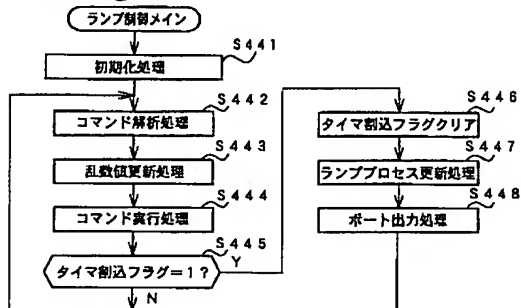 ランプ制御メイン
S441
初期化処理
S442
コマンド解析処理
S443
乱数値更新処理
S444
コマンド実行処理
S445
タイマ割込フラグ=1?
Y
N
S446
タイマ割込フラグクリア
S447
ランププロセス更新処理
S448
ポート出力処理